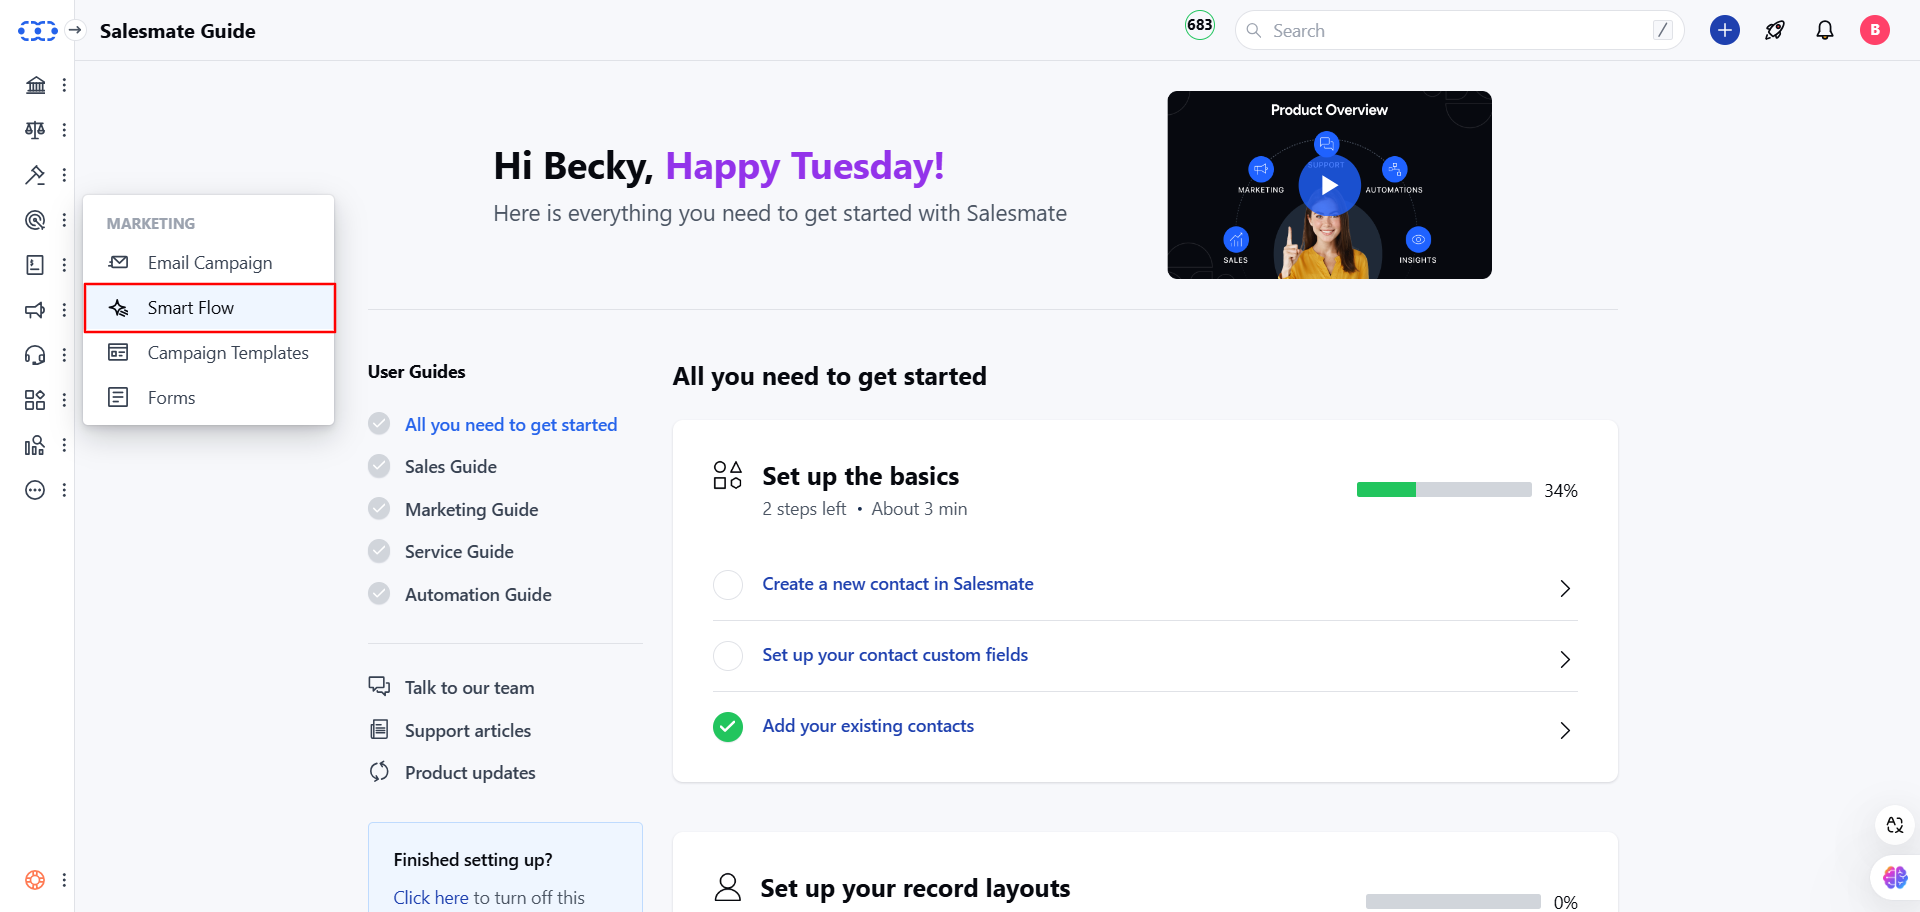 Salesmate Guide
683
Search
/
B
MARKETING
Email Campaign
Smart Flow
Campaign Templates
Forms
Hi Becky, Happy Tuesday!
Here is everything you need to get started with Salesmate
Product Overview
SUPPORT
MARKETING
AUTOMATIONS
SALES
INSIGHTS
User Guides
All you need to get started
Sales Guide
Marketing Guide
Service Guide
Automation Guide
Talk to our team
Support articles
Product updates
Finished setting up?
Click here to turn off this
All you need to get started
Set up the basics
2 steps left • About 3 min
34%
Create a new contact in Salesmate
Set up your contact custom fields
Add your existing contacts
Set up your record layouts
0%